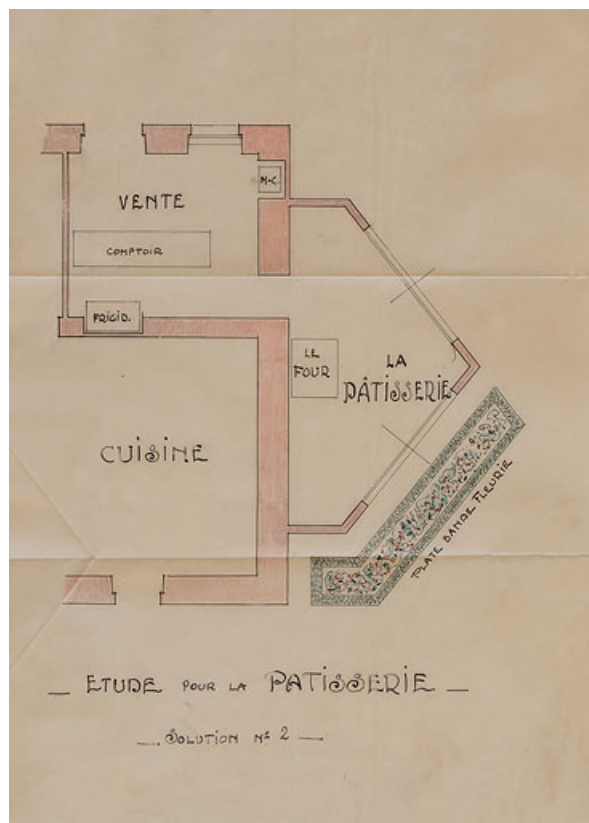 M-C.
VENTE
COMPTOIR
FRIGID.
LE
FOUR
LA
PÂTISSERIE
CUISINE
PLATE BANDE FLEURIE
ETUDE POUR LA PATISSERIE
SOLUTION Nº 2